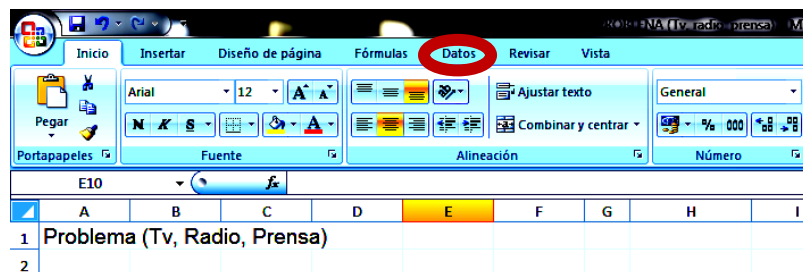 PORTENA (Tv, radio, prensa)
Inicio Insertar Diseño de página Fórmulas Datos Revisar Vista
Pegar
Arial 12 A A
Ajustar texto
General
N K S A
Combinar y centrar
% 000
Portapapeles Fuente Alineación Número
E10 fx
A B C D E F G H I
1 Problema (Tv, Radio, Prensa)
2